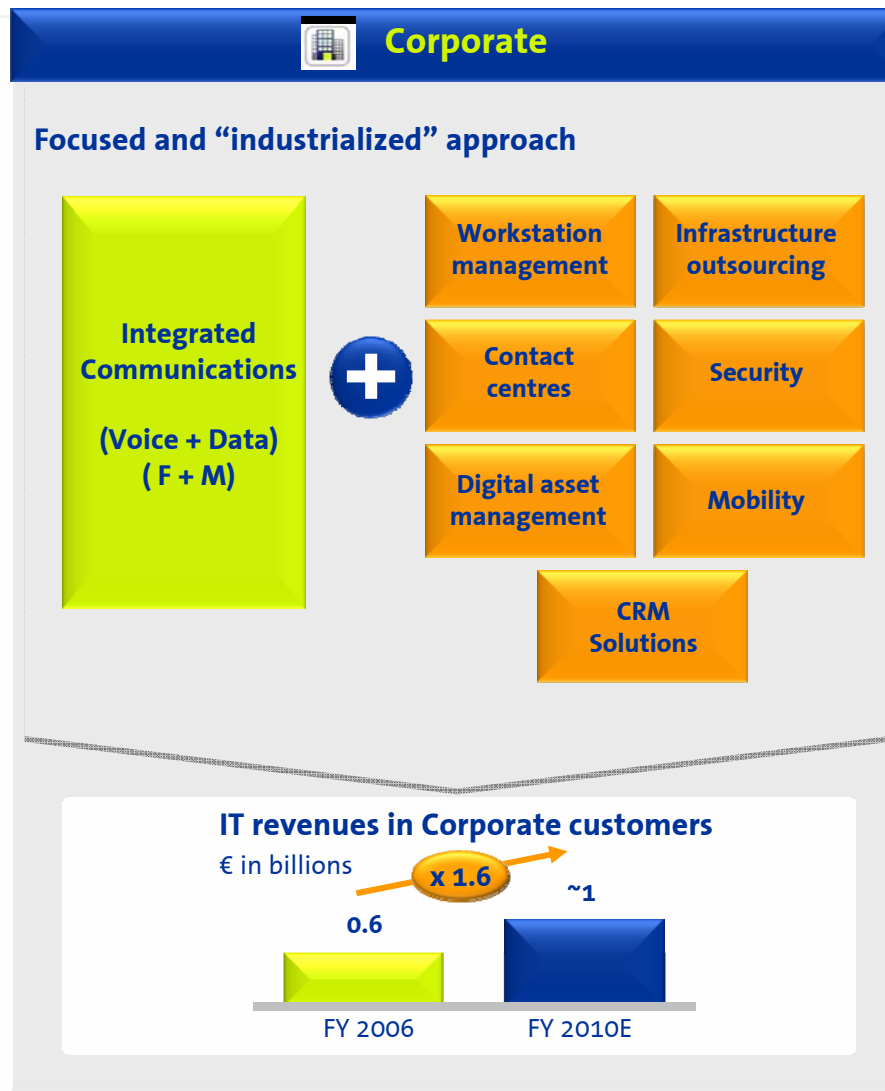 Corporate
Focused and “industrialized” approach
Integrated
Communications
(Voice + Data)
( F + M)
Workstation
management
Infrastructure
outsourcing
Contact
centres
Security
Digital asset
management
Mobility
CRM
Solutions
IT revenues in Corporate customers
€ in billions
x 1.6
0.6
~1
FY 2006
FY 2010E